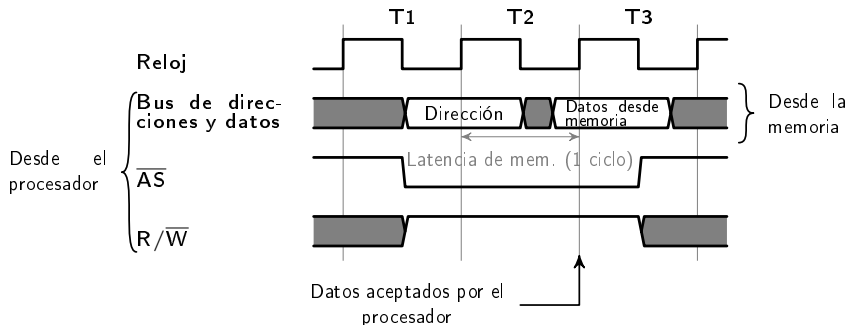 T1 T2 T3
Reloj
Bus de direc-
ciones y datos
Dirección
Datos desde
memoria
Desde la
memoria
Latencia de mem. (1 ciclo)
Desde el
procesador
AS
R/W
Datos aceptados por el
procesador